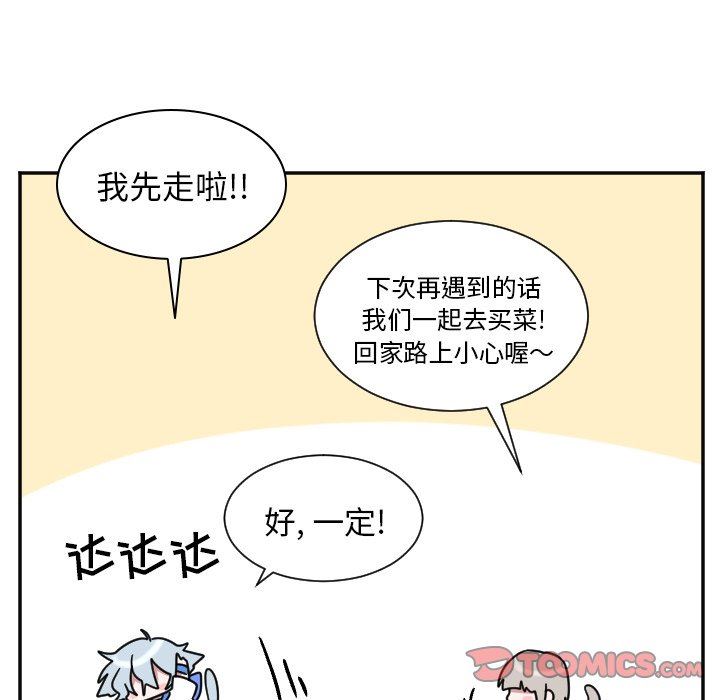 我先走啦!!
下次再遇到的话
我们一起去买菜!
回家路上小心喔～
好, 一定!
达达达
TOOMICS.COM